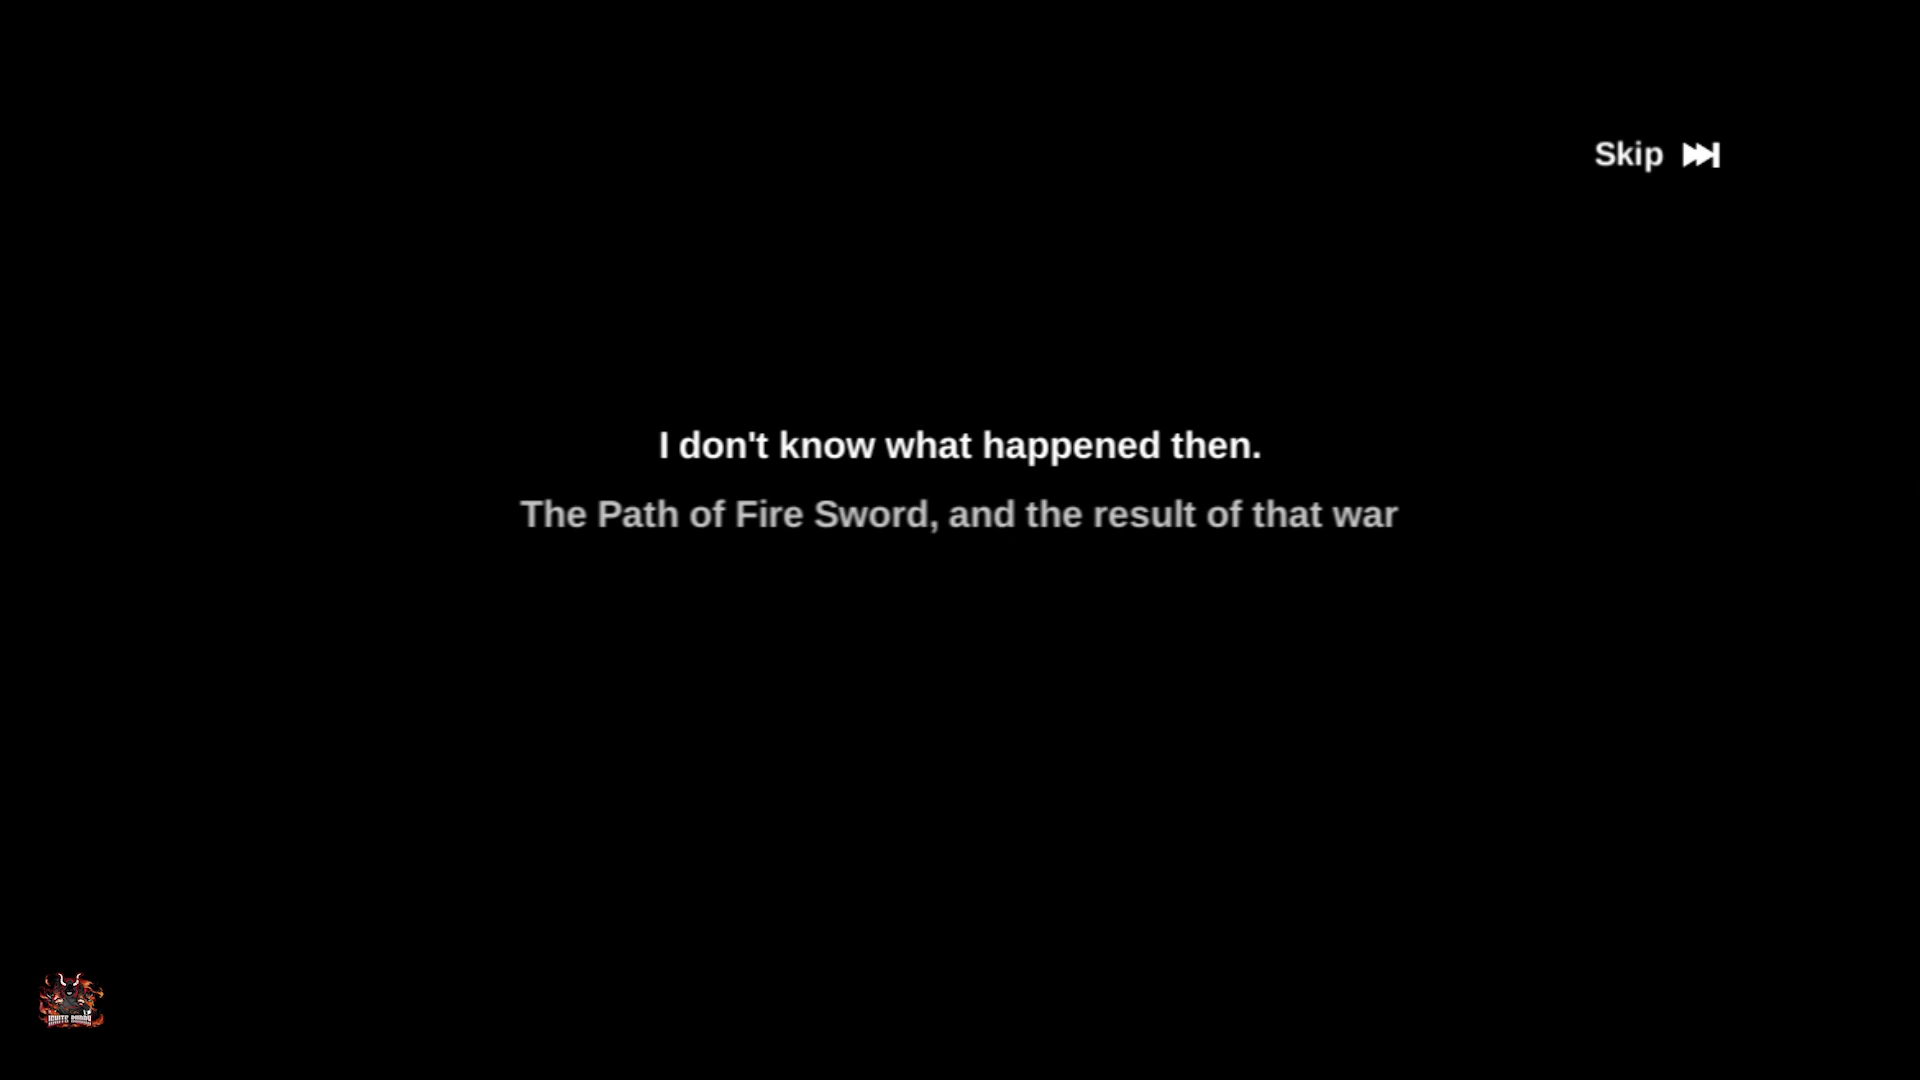 Skip
I don't know what happened then.
The Path of Fire Sword, and the result of that war